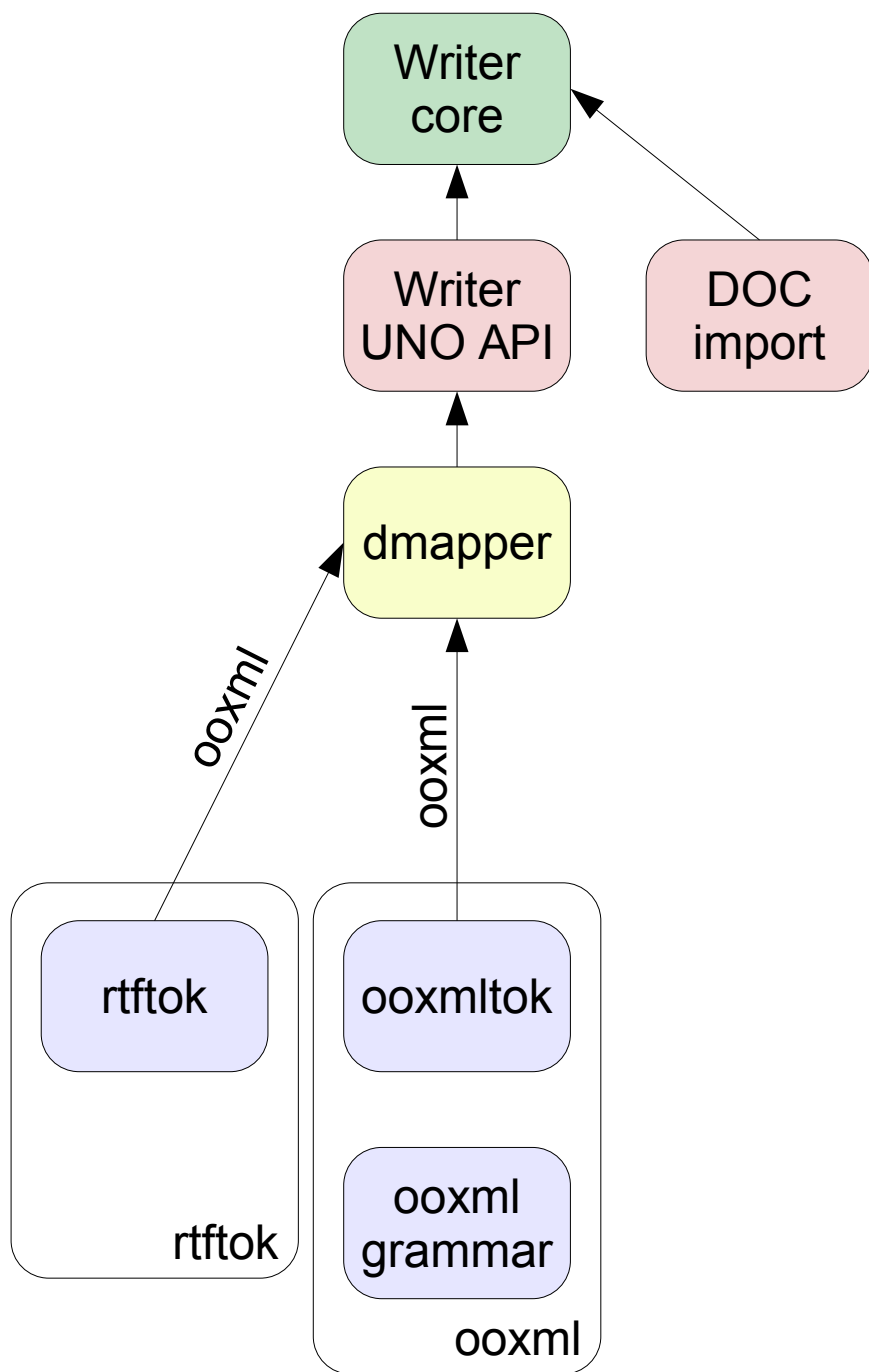 Writer
core
Writer
UNO API
DOC
import
dmapper
ooxml
ooxml
rtftok
ooxmltok
ooxml
grammar
rtftok
ooxml